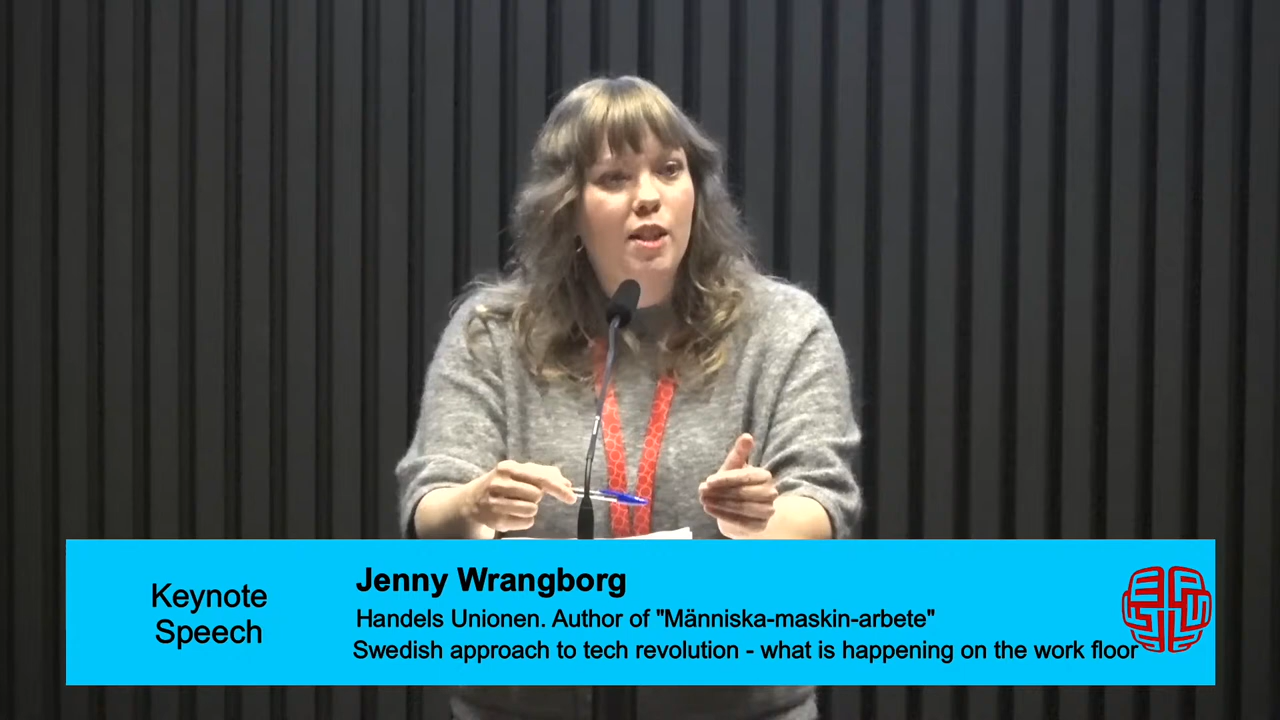 Keynote
Speech
Jenny Wrangborg
Handels Unionen. Author of "Människa-maskin-arbete"
Swedish approach to tech revolution - what is happening on the work floor